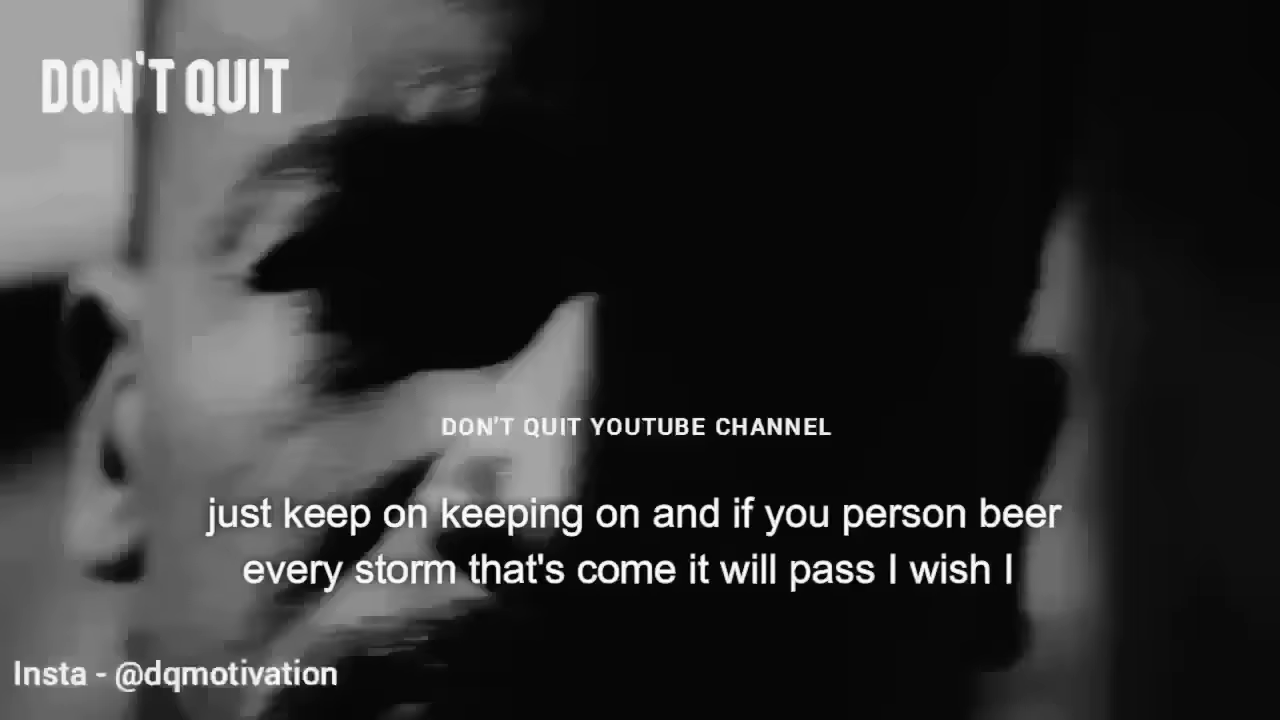 DON'T QUIT
DON'T QUIT YOUTUBE CHANNEL
just keep on keeping on and if you person beer
every storm that's come it will pass I wish I
Insta - @dqmotivation